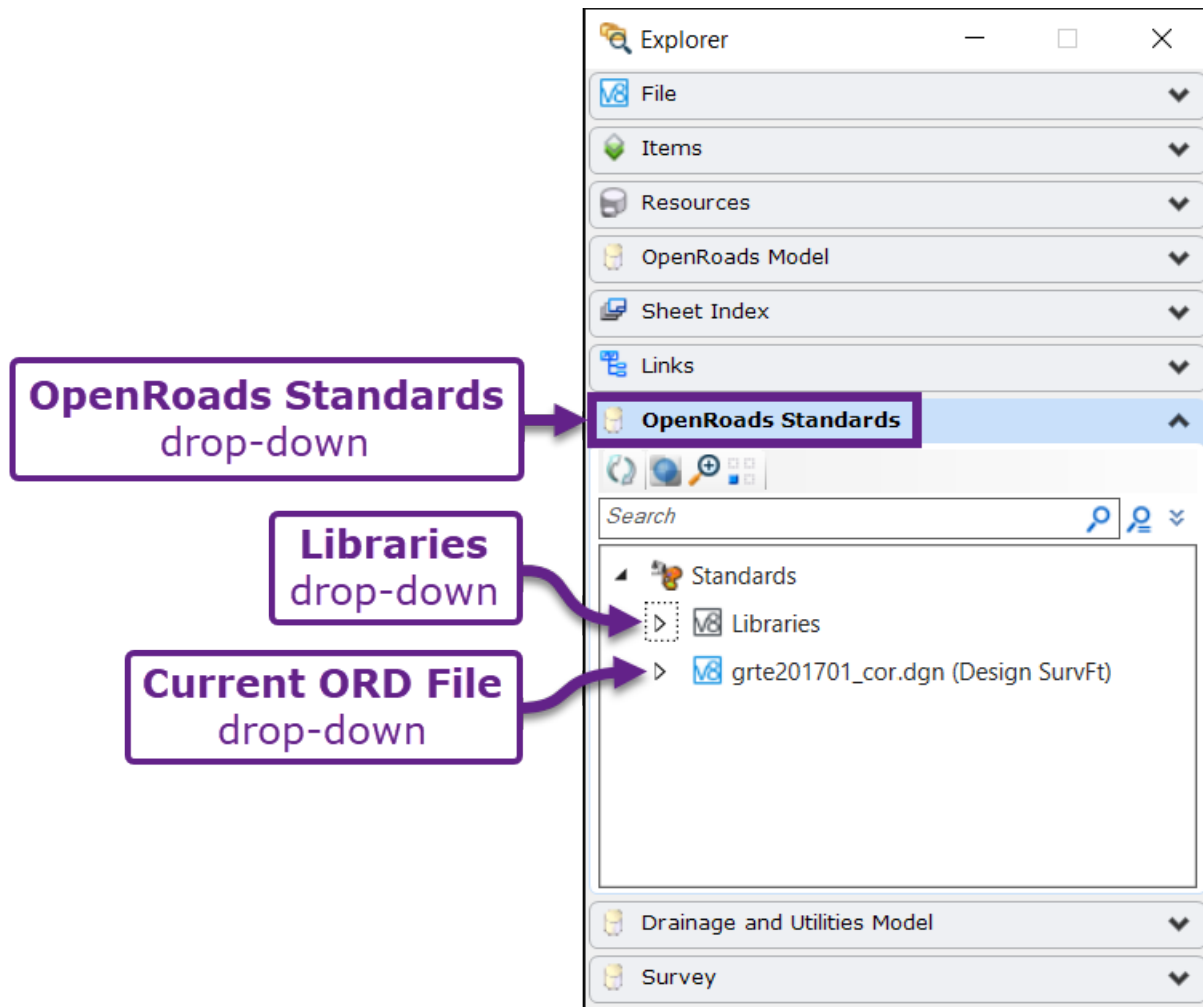 Explorer
File
Items
Resources
OpenRoads Model
Sheet Index
Links
OpenRoads Standards
drop-down
OpenRoads Standards
Search
Libraries
drop-down
Standards
Libraries
Current ORD File
drop-down
grte201701_cor.dgn (Design SurvFt)
Drainage and Utilities Model
Survey